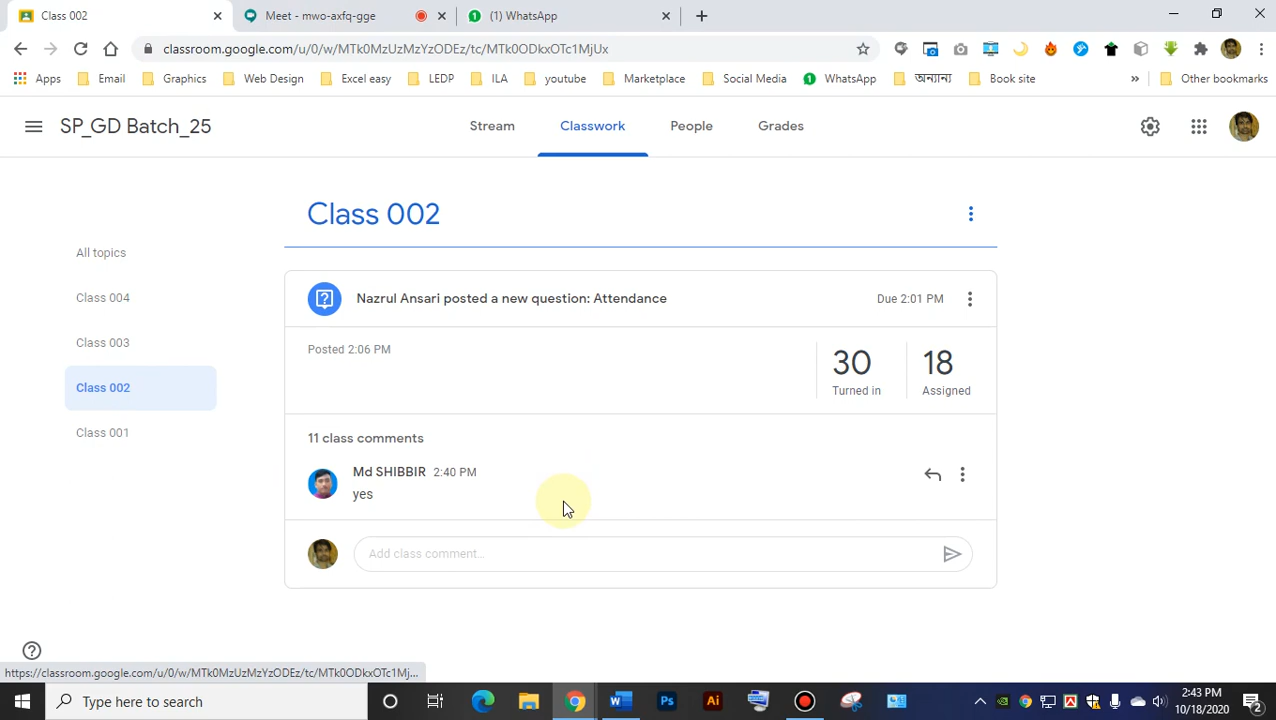 Class 002
Meet - mwo-axfq-gge
(1) WhatsApp
classroom.google.com/u/0/w/MTk0MzUzMzYzODEz/tc/MTk0ODkxOTc1MjUx
Apps Email Graphics Web Design Excel easy LEDP ILA youtube Marketplace Social Media WhatsApp অন্যান্য Book site » Other bookmarks
SP_GD Batch_25
Stream Classwork People Grades
Class 002
All topics
Class 004
Class 003
Class 002
Class 001
Nazrul Ansari posted a new question: Attendance
Due 2:01 PM
Posted 2:06 PM
30 18
Turned in Assigned
11 class comments
Md SHIBBIR 2:40 PM
yes
Add class comment...
https://classroom.google.com/u/0/w/MTk0MzUzMzYzODEz/tc/MTk0ODkxOTc1Mj...
Type here to search
2:43 PM
10/18/2020
2